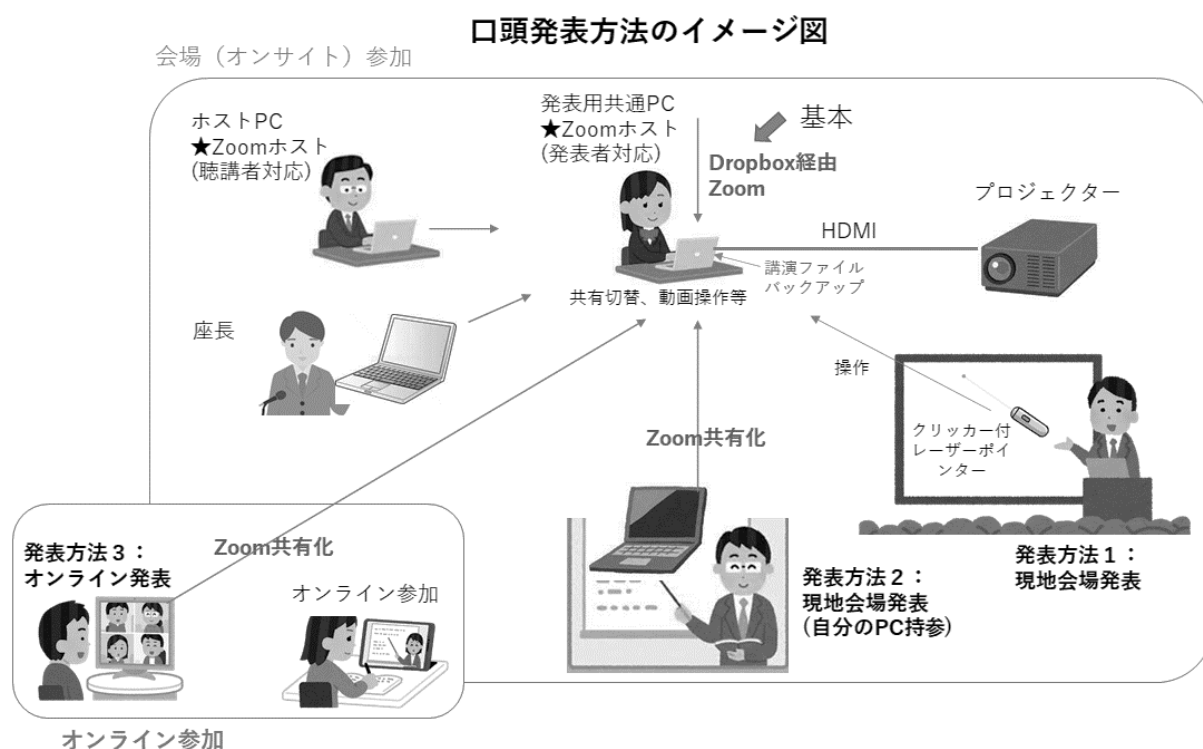 口頭発表方法のイメージ図
会場（オンサイト）参加
ホストPC
★Zoomホスト
(聴講者対応)
発表用共通PC
★Zoomホスト
(発表者対応)
基本
Dropbox経由
Zoom
プロジェクター
HDMI
講演ファイル
バックアップ
共有切替、動画操作等
座長
操作
クリッカー付
レーザーポイ
ンター
Zoom共有化
発表方法１：
現地会場発表
発表方法２：
現地会場発表
(自分のPC持参)
発表方法３：
オンライン発表
Zoom共有化
オンライン参加
オンライン参加